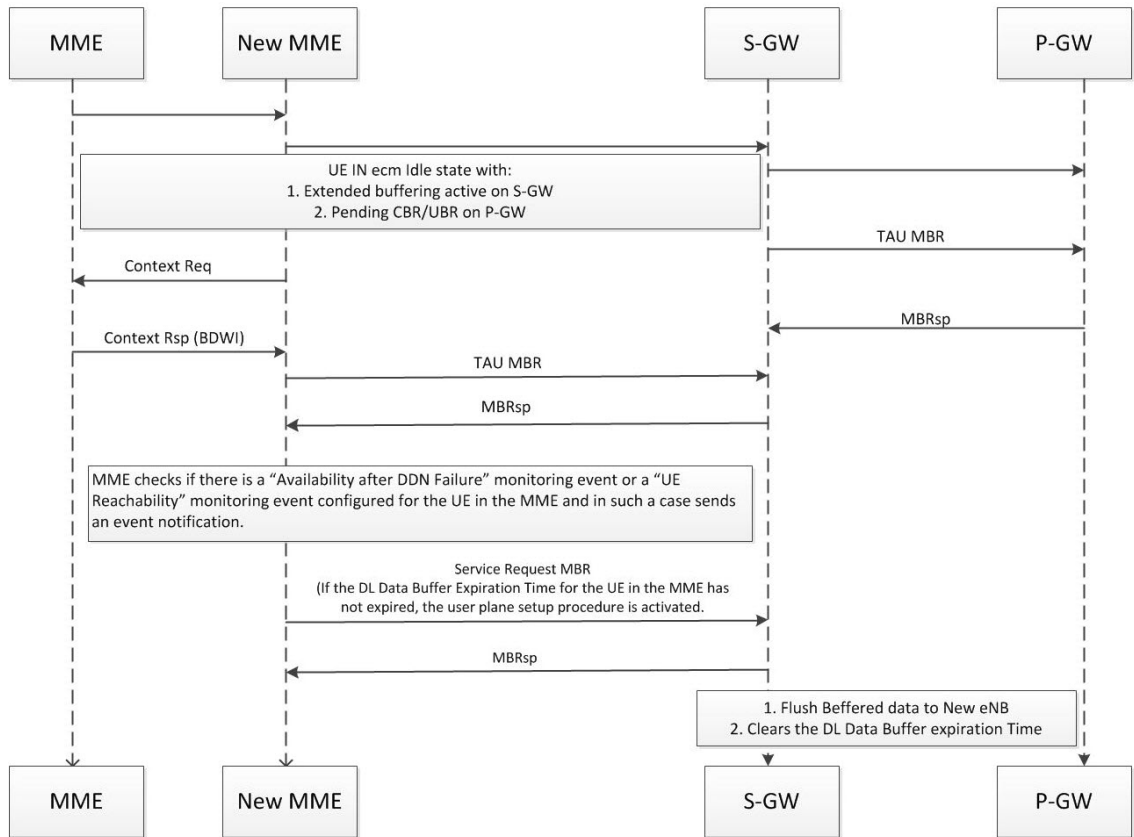 MME
New MME
S-GW
P-GW
UE IN ecm Idle state with:
1. Extended buffering active on S-GW
2. Pending CBR/UBR on P-GW
TAU MBR
Context Req
MBRsp
Context Rsp (BDWI)
TAU MBR
MBRsp
MME checks if there is a “Availability after DDN Failure” monitoring event or a “UE
Reachability” monitoring event configured for the UE in the MME and in such a case sends
an event notification.
Service Request MBR
(If the DL Data Buffer Expiration Time for the UE in the MME has
not expired, the user plane setup procedure is activated.
MBRsp
1. Flush Beffered data to New eNB
2. Clears the DL Data Buffer expiration Time
MME
New MME
S-GW
P-GW